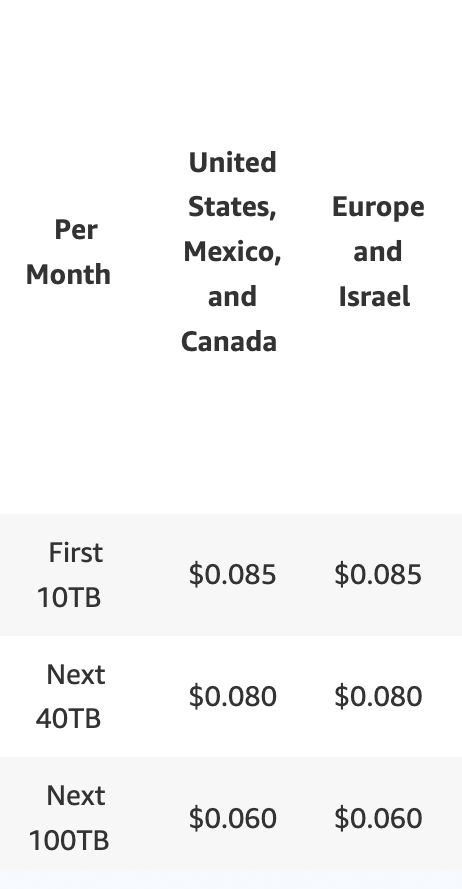 Per
Month
United
States,
Mexico,
and
Canada
Europe
and
Israel
First
10TB
$0.085
$0.085
Next
40TB
$0.080
$0.080
Next
100TB
$0.060
$0.060